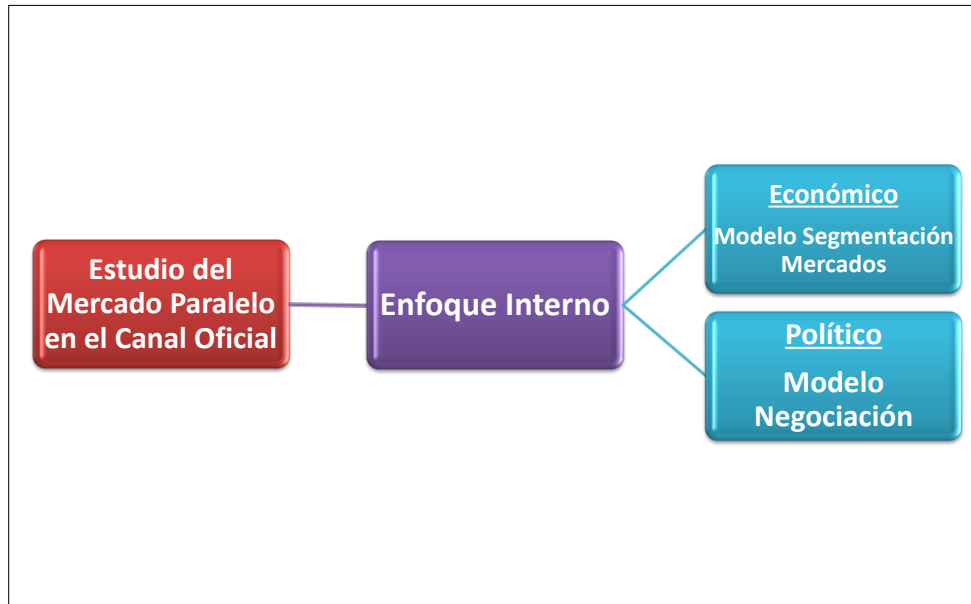 Estudio del
Mercado Paralelo
en el Canal Oficial
Enfoque Interno
Económico
Modelo Segmentación
Mercados
Político
Modelo
Negociación